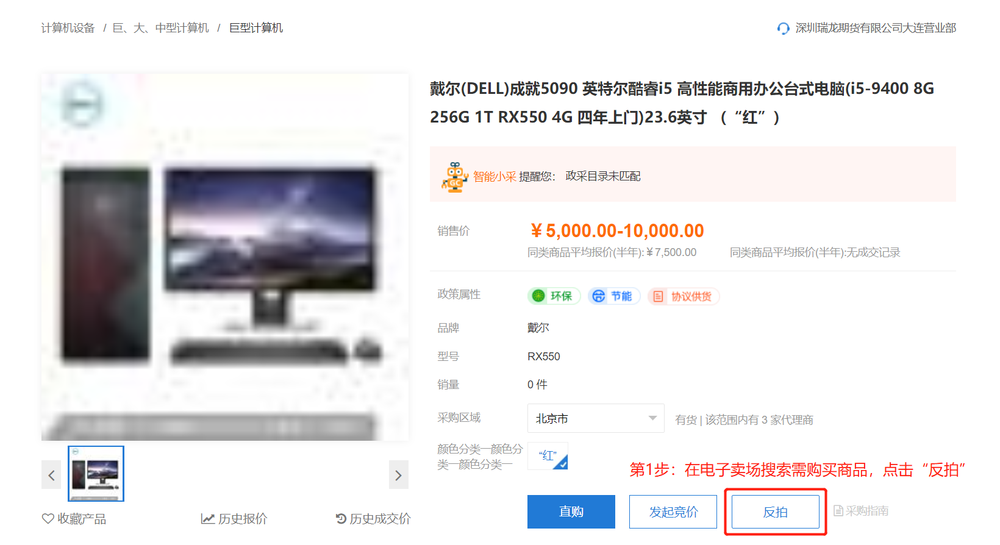 计算机设备 / 巨、大、中型计算机 / 巨型计算机
深圳瑞龙期货有限公司大连营业部
戴尔(DELL)成就5090 英特尔酷睿i5 高性能商用办公台式电脑(i5-9400 8G
256G 1T RX550 4G 四年上门)23.6英寸 （“红”）
GC
智能小采 提醒您： 政采目录未匹配
销售价 ￥5,000.00-10,000.00
同类商品平均报价(半年):￥7,500.00 同类商品平均报价(半年):无成交记录
政策属性 环保 节能 协议供货
品牌 戴尔
型号 RX550
销量 0 件
采购区域 北京市 有货 | 该范围内有 3 家代理商
颜色分类—颜色分
类—颜色分类—
“红”
第1步：在电子卖场搜索需购买商品，点击“反拍”
直购 发起竞价 反拍 采购指南
收藏产品 历史报价 历史成交价